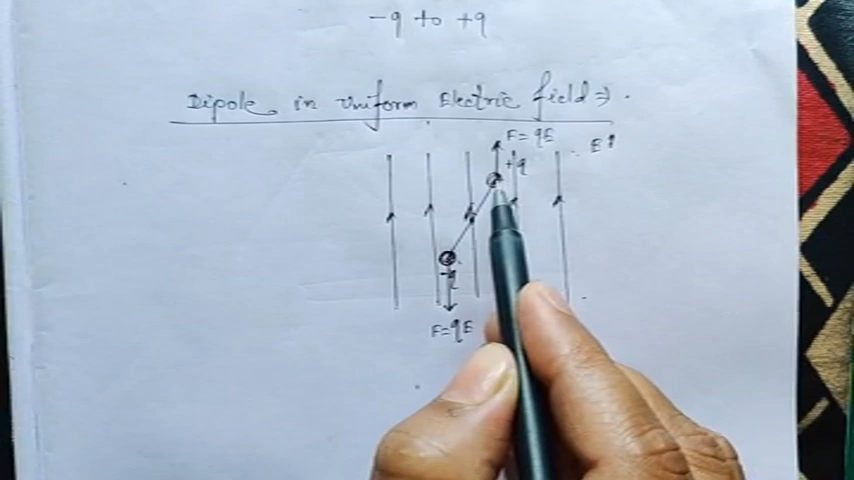 -q to +q
Dipole in Uniform Electric field ⇒.
F = qE
+q
E↑
-q
F = qE